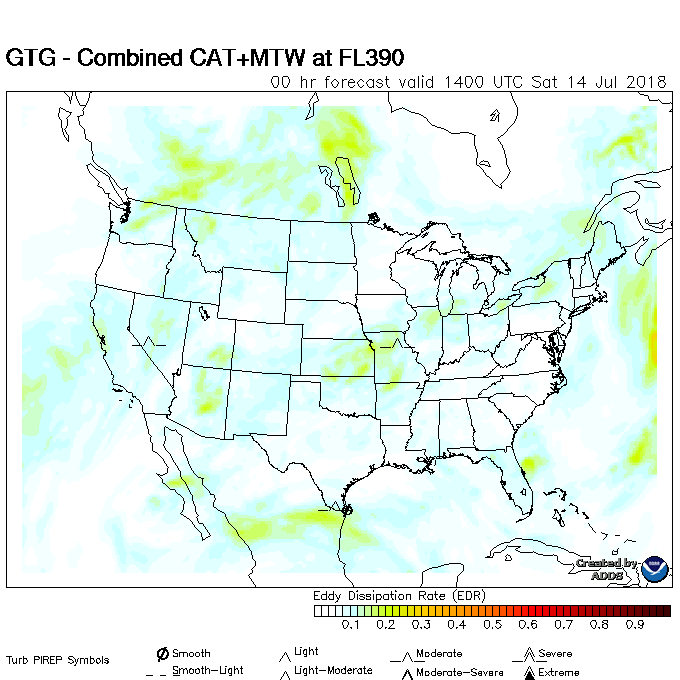 GTG - Combined CAT+MTW at FL390
00 hr forecast valid 1400 UTC Sat 14 Jul 2018
Created by
ADDS
Eddy Dissipation Rate (EDR)
0.1 0.2 0.3 0.4 0.5 0.6 0.7 0.8 0.9
Turb PIREP Symbols
Smooth Light Moderate Severe
Smooth-Light Light-Moderate Moderate-Severe Extreme